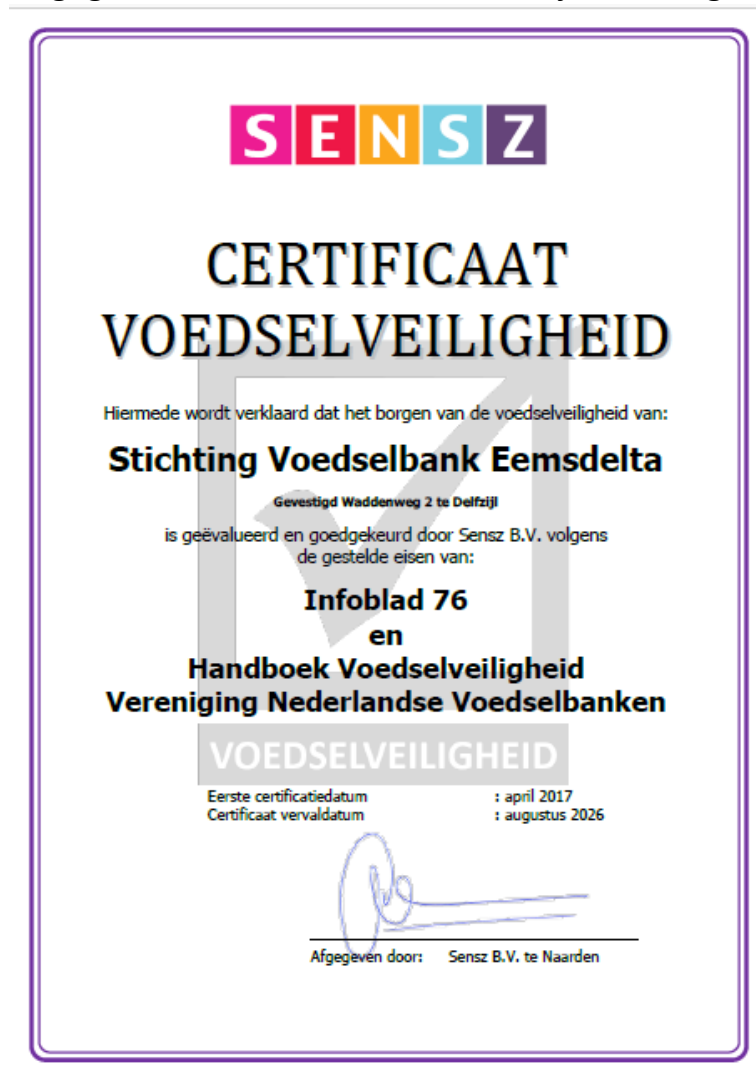 SENSZ
CERTIFICAAT
VOEDSELVEILIGHEID
Hiermede wordt verklaard dat het borgen van de voedselveiligheid van:
Stichting Voedselbank Eemsdelta
Gevestigd Waddenweg 2 te Delfzijl
is geëvalueerd en goedgekeurd door Sensz B.V. volgens
de gestelde eisen van:
Infoblad 76
en
Handboek Voedselveiligheid
Vereniging Nederlandse Voedselbanken
VOEDSELVEILIGHEID
Eerste certificatiedatum : april 2017
Certificaat vervaldatum : augustus 2026
Afgegeven door: Sensz B.V. te Naarden